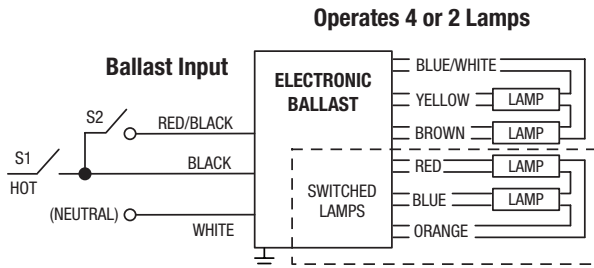 Operates 4 or 2 Lamps
Ballast Input
ELECTRONIC
BALLAST
BLUE/WHITE
YELLOW
LAMP
BROWN
LAMP
S2
RED/BLACK
S1
HOT
BLACK
(NEUTRAL)
WHITE
SWITCHED
LAMPS
RED
LAMP
BLUE
LAMP
ORANGE